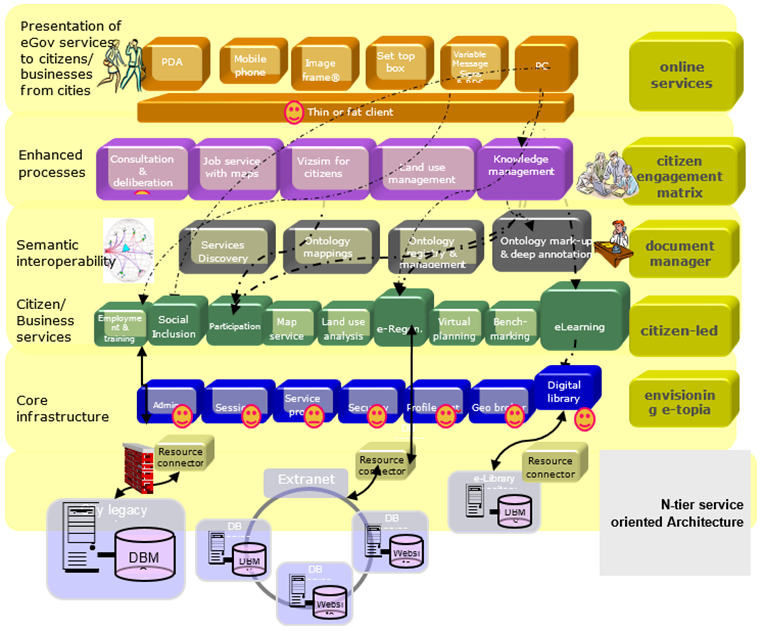 Presentation of
eGov services
to citizens/
businesses
from cities
PDA
Mobile
phone
Image
frame®
Set top
box
Variable
Message
PC
online
services
Thin or fat client
Enhanced
processes
Consultation
&
deliberation
Job service
with maps
Vizsim for
citizens
Land use
management
Knowledge
management
citizen
engagement
matrix
Semantic
interoperability
Services
Discovery
Ontology
mappings
Ontology
registry &
management
Ontology mark-up
& deep annotation
document
manager
Citizen/
Business
services
Employme
nt &
training
Social
Inclusion
Participation
Map
service
Land use
analysis
e-Region.
Virtual
planning
Bench-
marking
eLearning
citizen-led
Core
infrastructure
Admin
Service
Security
Geo broker
Digital
library
envisionin
g e-topia
Resource
connector
Resource
connector
Resource
connector
Extranet
e-Library
legacy
DBM
DB
DBM
DB
Websi
DB
Websi
DBM
N-tier service
oriented Architecture